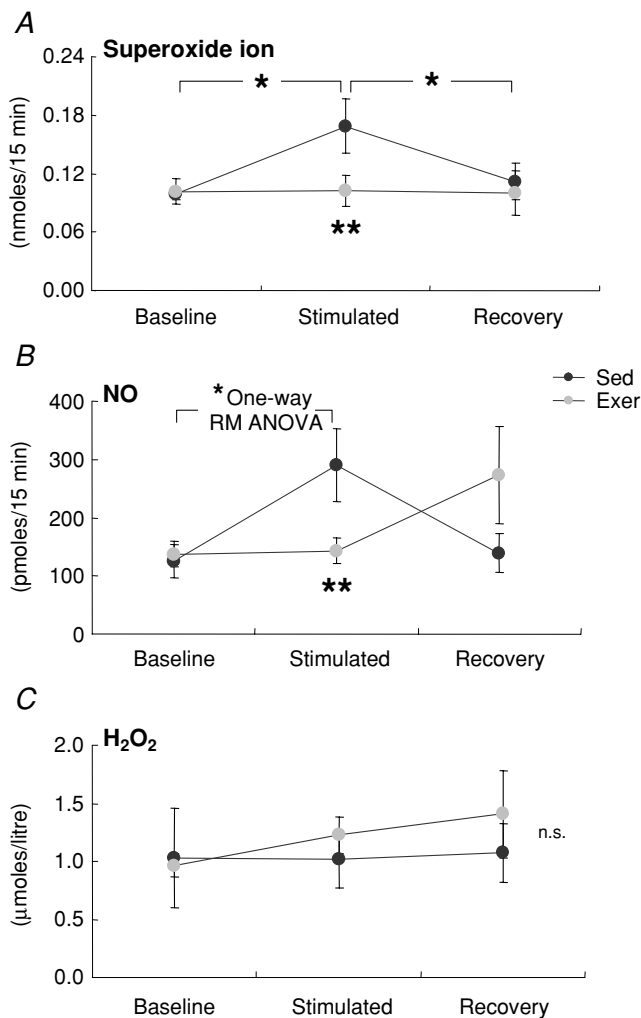 A
Superoxide ion
0.24
0.18
0.12
0.06
0.00
(nmoles/15 min)
* *
**
Baseline Stimulated Recovery
B
NO
* One-way
RM ANOVA
Sed
Exer
400
300
200
100
0
(pmoles/15 min)
**
Baseline Stimulated Recovery
C
H₂O₂
2.0
1.5
1.0
0.5
0.0
(μmoles/litre)
n.s.
Baseline Stimulated Recovery